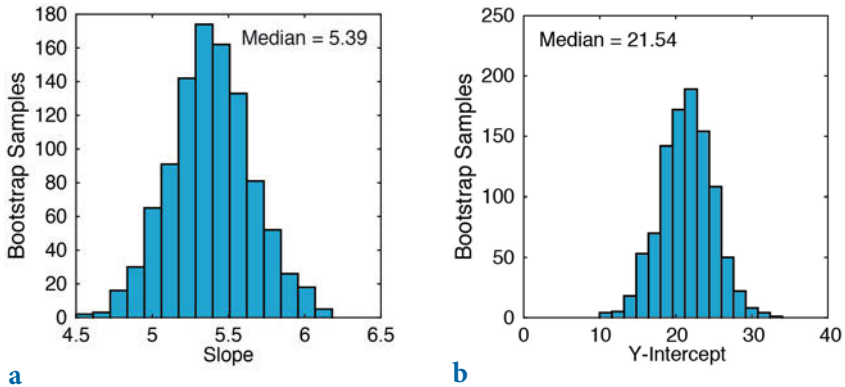 180
160
140
120
100
80
60
40
20
0
Bootstrap Samples
Median = 5.39
4.5 5 5.5 6 6.5
Slope
a
250
200
150
100
50
0
Bootstrap Samples
Median = 21.54
0 10 20 30 40
Y-Intercept
b